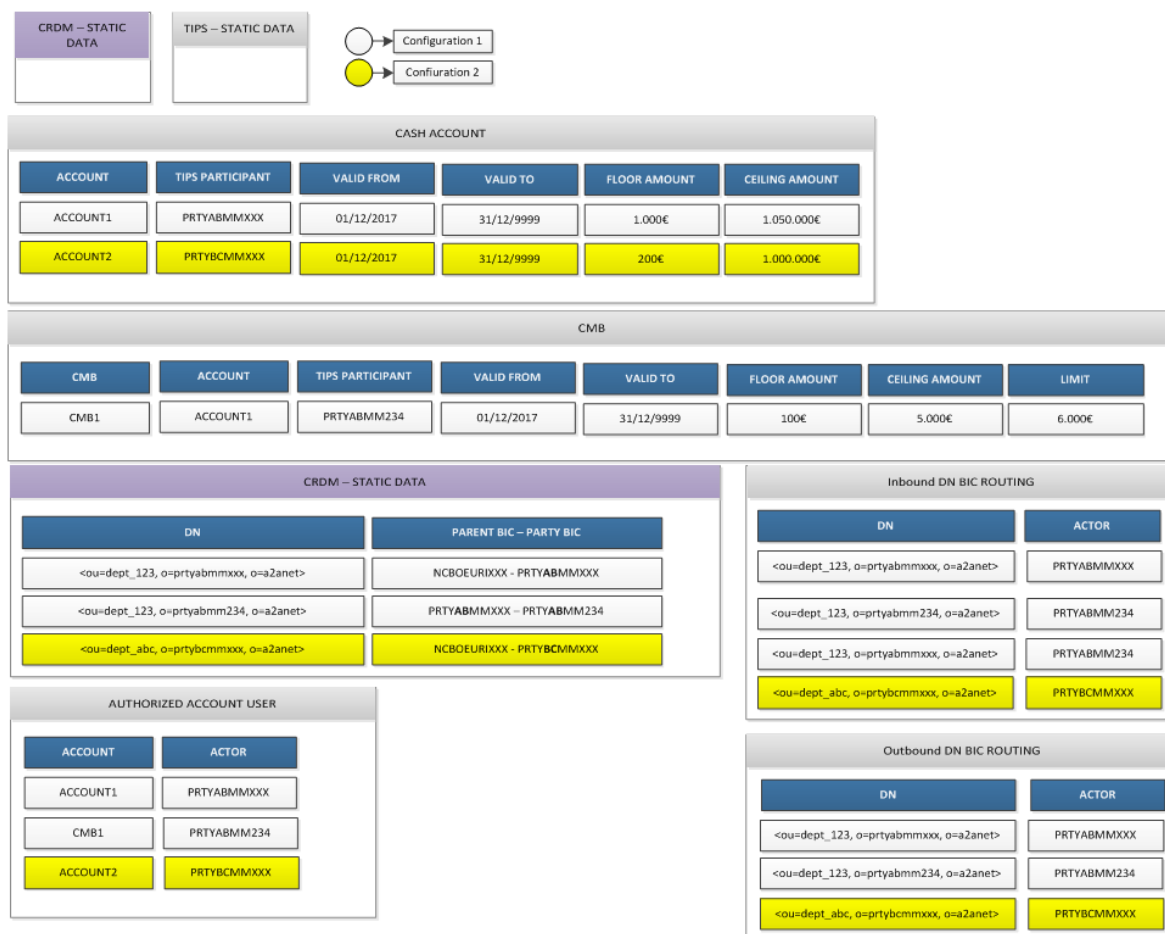 CRDM – STATIC
DATA
TIPS – STATIC DATA
Configuration 1
Confiuration 2
CASH ACCOUNT
ACCOUNT TIPS PARTICIPANT VALID FROM VALID TO FLOOR AMOUNT CEILING AMOUNT
ACCOUNT1 PRTYABMMXXX 01/12/2017 31/12/9999 1.000€ 1.050.000€
ACCOUNT2 PRTYBCMMXXX 01/12/2017 31/12/9999 200€ 1.000.000€
CMB
CMB ACCOUNT TIPS PARTICIPANT VALID FROM VALID TO FLOOR AMOUNT CEILING AMOUNT LIMIT
CMB1 ACCOUNT1 PRTYABMM234 01/12/2017 31/12/9999 100€ 5.000€ 6.000€
CRDM – STATIC DATA
DN PARENT BIC – PARTY BIC
<ou=dept_123, o=prtyabmmxxx, o=a2anet> NCBOEURIXXX - PRTYABMMXXX
<ou=dept_123, o=prtyabmm234, o=a2anet> PRTYABMMXXX – PRTYABMM234
<ou=dept_abc, o=prtybcmmxxx, o=a2anet> NCBOEURIXXX - PRTYBCMMXXX
Inbound DN BIC ROUTING
DN ACTOR
<ou=dept_123, o=prtyabmmxxx, o=a2anet> PRTYABMMXXX
<ou=dept_123, o=prtyabmm234, o=a2anet> PRTYABMM234
<ou=dept_123, o=prtyabmmxxx, o=a2anet> PRTYABMM234
<ou=dept_abc, o=prtybcmmxxx, o=a2anet> PRTYBCMMXXX
AUTHORIZED ACCOUNT USER
ACCOUNT ACTOR
ACCOUNT1 PRTYABMMXXX
CMB1 PRTYABMM234
ACCOUNT2 PRTYBCMMXXX
Outbound DN BIC ROUTING
DN ACTOR
<ou=dept_123, o=prtyabmmxxx, o=a2anet> PRTYABMMXXX
<ou=dept_123, o=prtyabmm234, o=a2anet> PRTYABMM234
<ou=dept_abc, o=prtybcmmxxx, o=a2anet> PRTYBCMMXXX